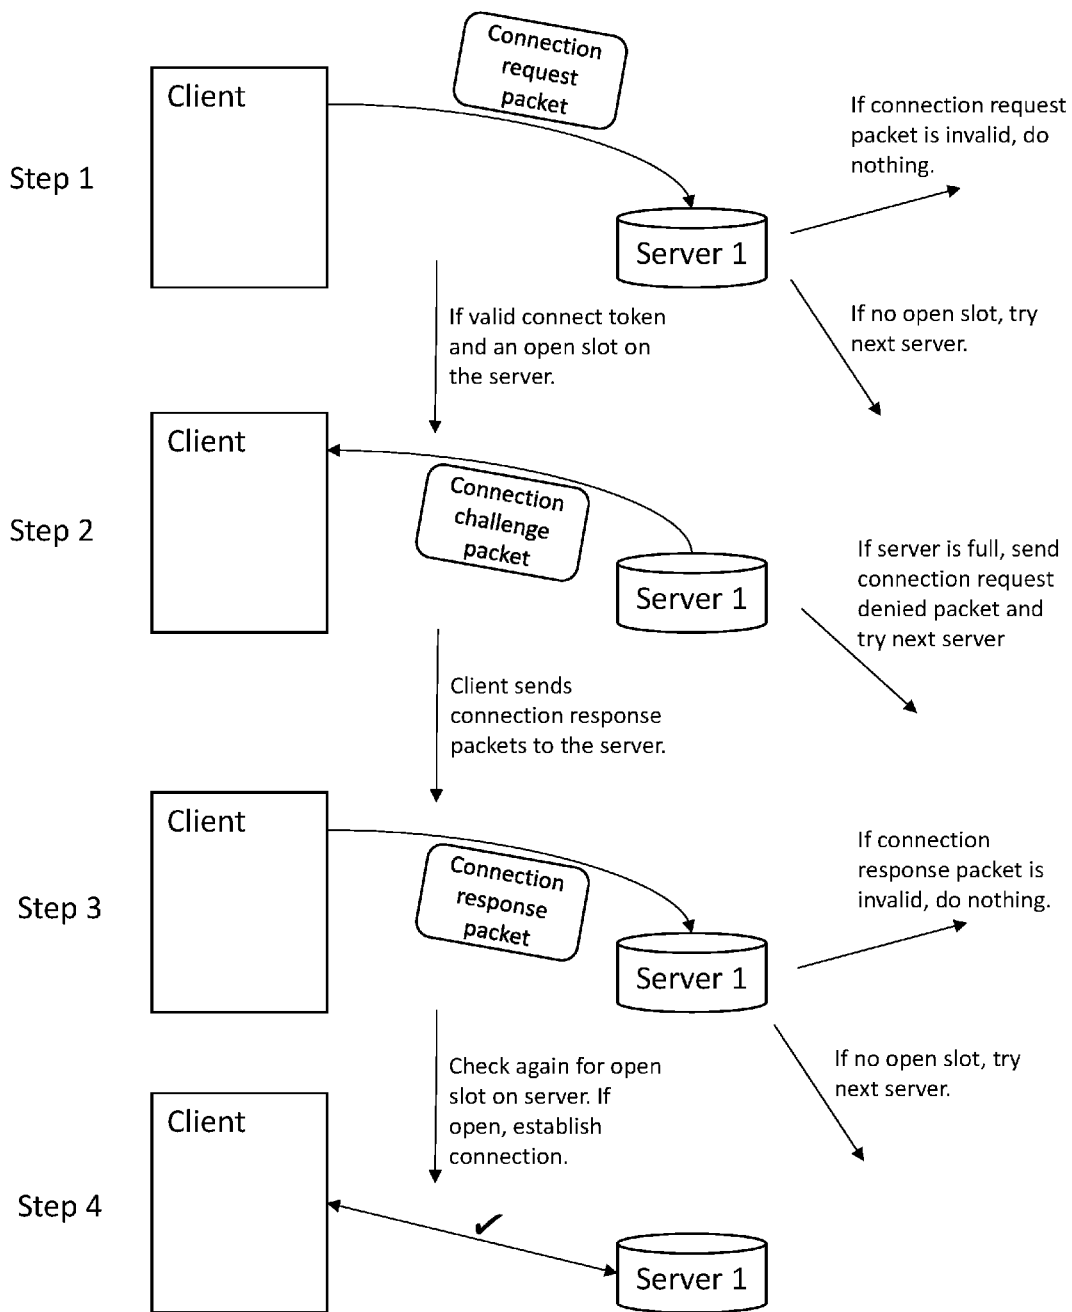 Connection
request
packet
Client
If connection request
packet is invalid, do
nothing.
Step 1
Server 1
If valid connect token
and an open slot on
the server.
If no open slot, try
next server.
Client
Connection
challenge
packet
Step 2
Server 1
If server is full, send
connection request
denied packet and
try next server
Client sends
connection response
packets to the server.
Client
If connection
response packet is
invalid, do nothing.
Connection
response
packet
Step 3
Server 1
Check again for open
slot on server. If
open, establish
connection.
If no open slot, try
next server.
Client
Step 4
Server 1